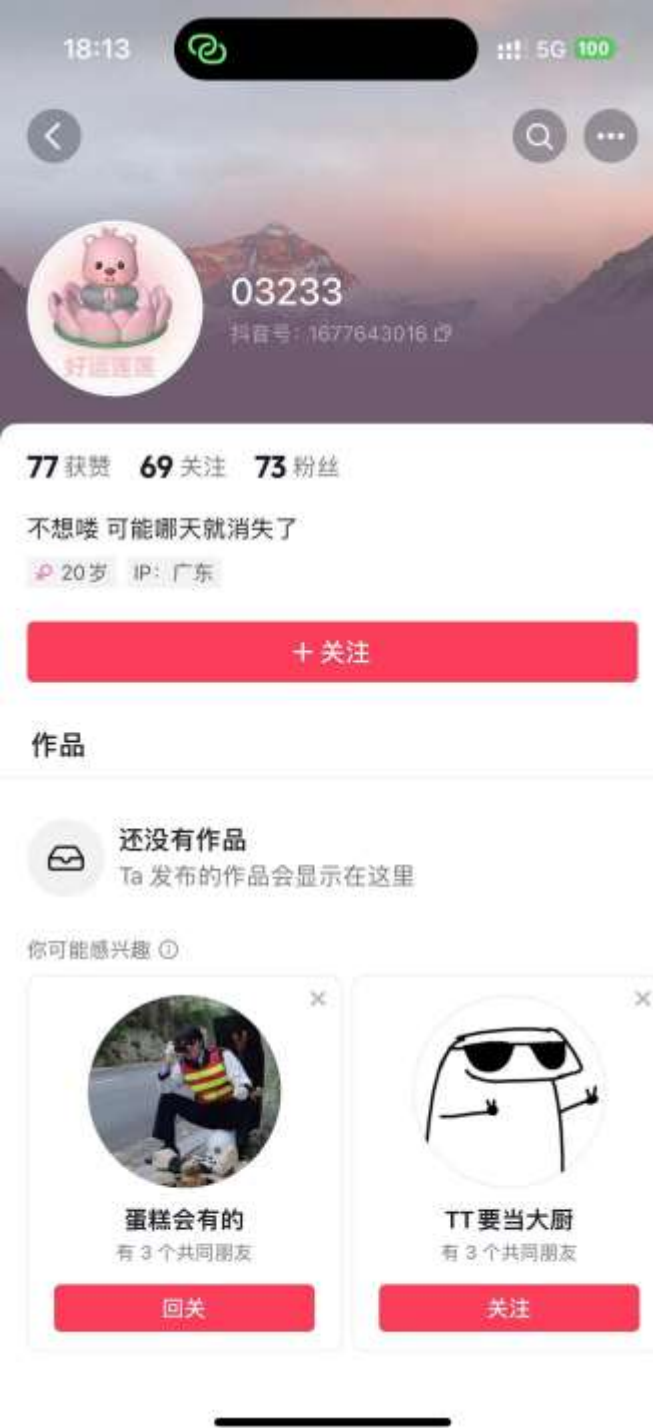 18:13
5G 100
03233
抖音号：1677643016
好运莲莲
77 获赞 69 关注 73 粉丝
不想喽 可能哪天就消失了
20岁 IP：广东
+ 关注
作品
还没有作品
Ta 发布的作品会显示在这里
你可能感兴趣
蛋糕会有的
TT要当大厨
有 3 个共同朋友
有 3 个共同朋友
回关
关注